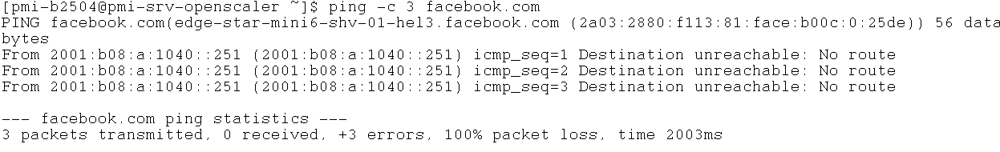 [pmi-b2504@pmi-srv-openscaler ~]$ ping -c 3 facebook.com
PING facebook.com(edge-star-mini6-shv-01-hel3.facebook.com (2a03:2880:f113:81:face:b00c:0:25de)) 56 data
bytes
From 2001:b08:a:1040::251 (2001:b08:a:1040::251) icmp_seq=1 Destination unreachable: No route
From 2001:b08:a:1040::251 (2001:b08:a:1040::251) icmp_seq=2 Destination unreachable: No route
From 2001:b08:a:1040::251 (2001:b08:a:1040::251) icmp_seq=3 Destination unreachable: No route

--- facebook.com ping statistics ---
3 packets transmitted, 0 received, +3 errors, 100% packet loss, time 2003ms